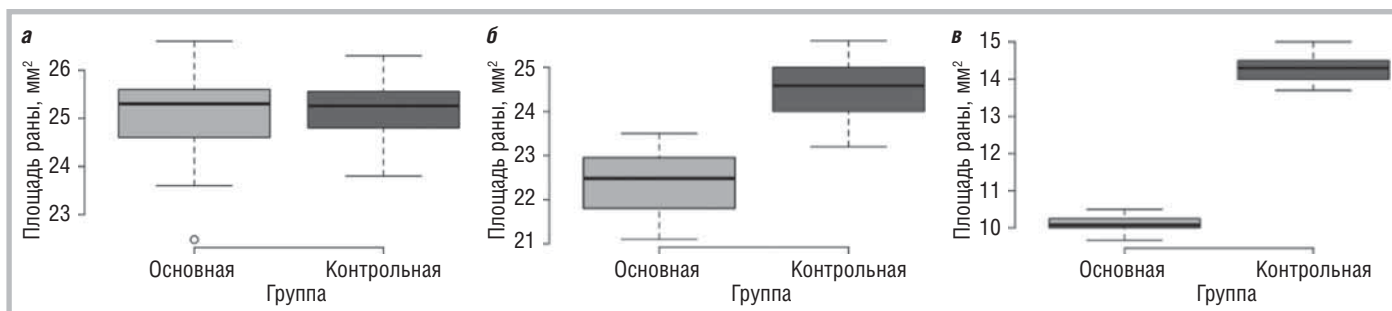 а
Площадь раны, мм²
26
25
24
23
Основная Контрольная
Группа
б
Площадь раны, мм²
25
24
23
22
21
Основная Контрольная
Группа
в
Площадь раны, мм²
15
14
13
12
11
10
Основная Контрольная
Группа